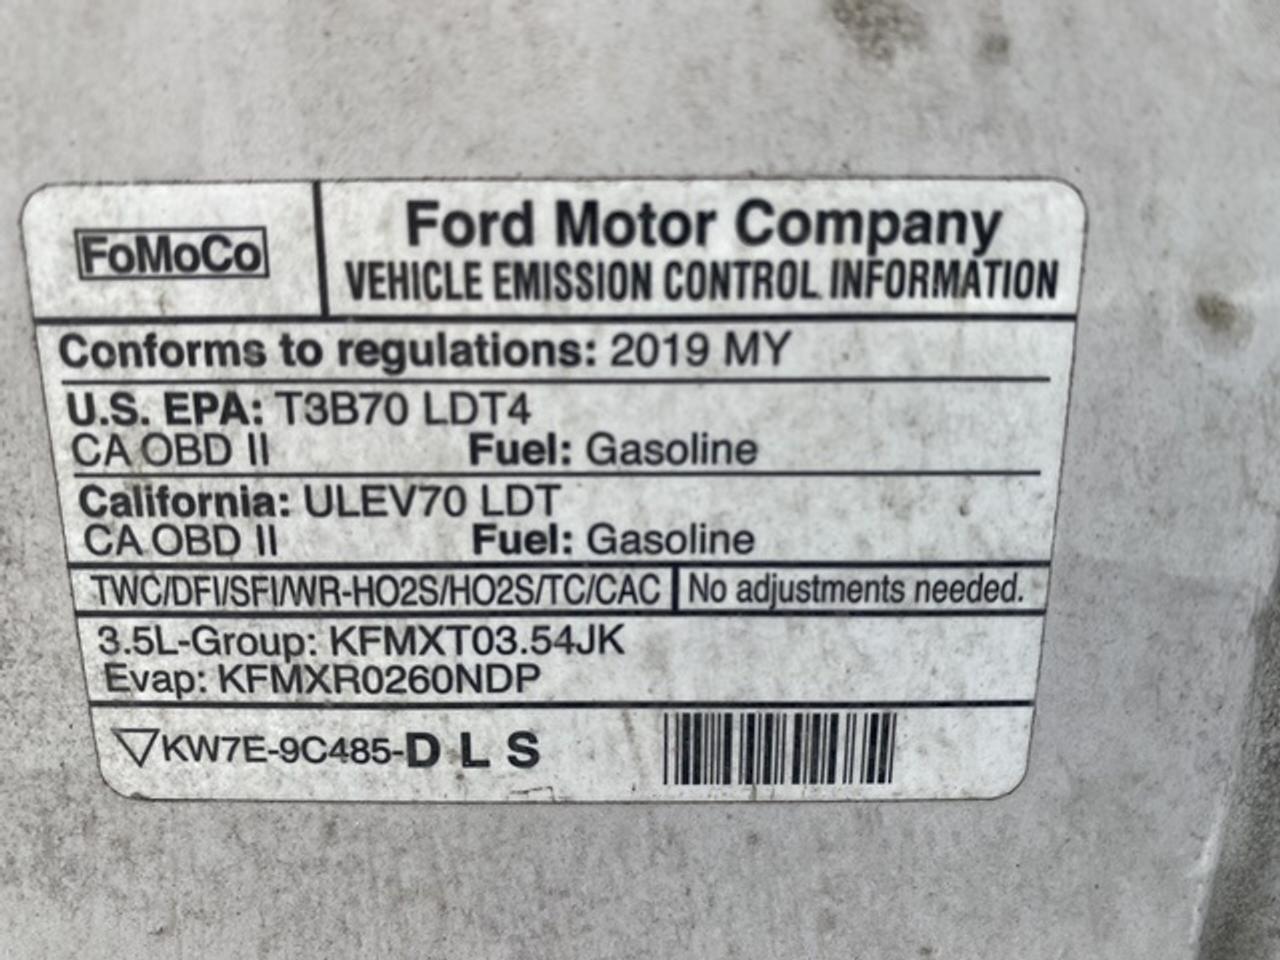 FoMoCo
Ford Motor Company
VEHICLE EMISSION CONTROL INFORMATION
Conforms to regulations: 2019 MY
U.S. EPA: T3B70 LDT4
CA OBD II Fuel: Gasoline
California: ULEV70 LDT
CA OBD II Fuel: Gasoline
TWC/DFI/SFI/WR-HO2S/HO2S/TC/CAC No adjustments needed.
3.5L-Group: KFMXT03.54JK
Evap: KFMXR0260NDP
KW7E-9C485-D L S